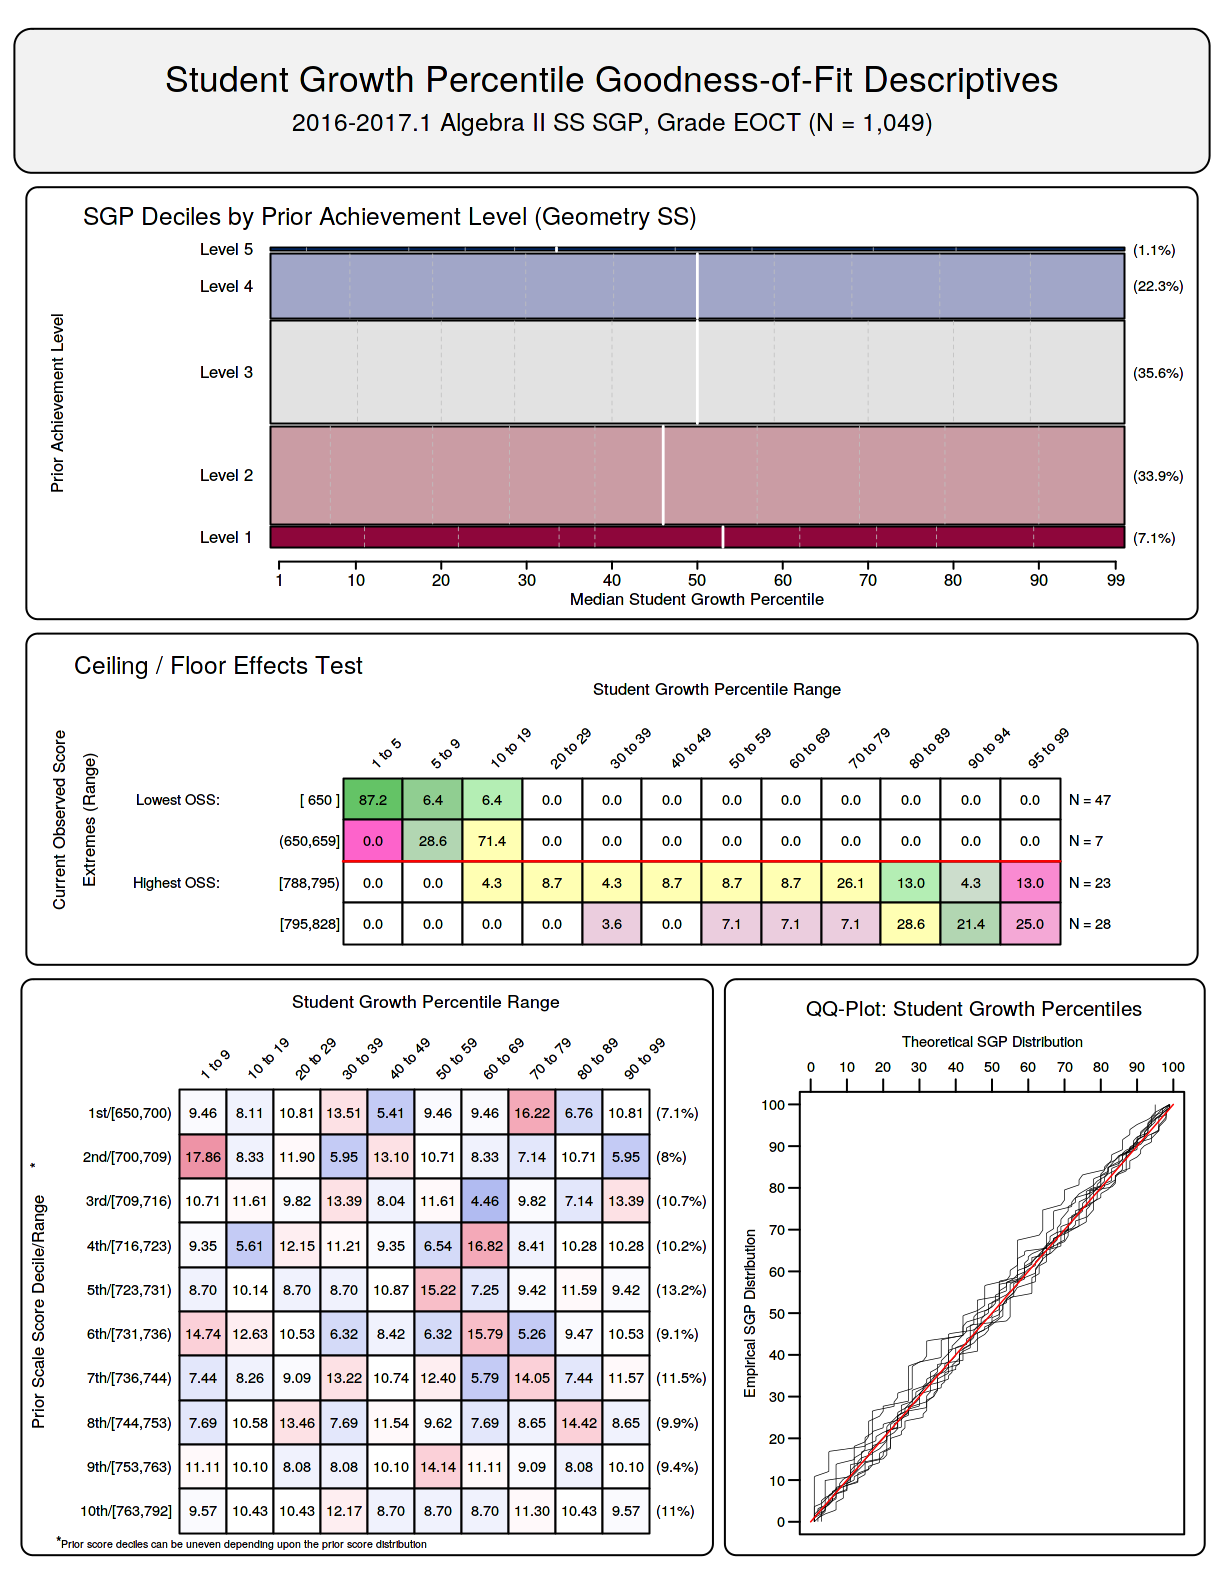 Student Growth Percentile Goodness-of-Fit Descriptives
2016-2017.1 Algebra II SS SGP, Grade EOCT (N = 1,049)
SGP Deciles by Prior Achievement Level (Geometry SS)
Prior Achievement Level
Level 5 (1.1%)
Level 4 (22.3%)
Level 3 (35.6%)
Level 2 (33.9%)
Level 1 (7.1%)
1 10 20 30 40 50 60 70 80 90 99
Median Student Growth Percentile
Ceiling / Floor Effects Test
Student Growth Percentile Range
Current Observed Score
Extremes (Range)
1 to 5 5 to 9 10 to 19 20 to 29 30 to 39 40 to 49 50 to 59 60 to 69 70 to 79 80 to 89 90 to 94 95 to 99
Lowest OSS: [ 650 ] 87.2 6.4 6.4 0.0 0.0 0.0 0.0 0.0 0.0 0.0 0.0 0.0 N = 47
(650,659] 0.0 28.6 71.4 0.0 0.0 0.0 0.0 0.0 0.0 0.0 0.0 0.0 N = 7
Highest OSS: [788,795) 0.0 0.0 4.3 8.7 4.3 8.7 8.7 8.7 26.1 13.0 4.3 13.0 N = 23
[795,828] 0.0 0.0 0.0 0.0 3.6 0.0 7.1 7.1 7.1 28.6 21.4 25.0 N = 28
Student Growth Percentile Range
Prior Scale Score Decile/Range *
1 to 9 10 to 19 20 to 29 30 to 39 40 to 49 50 to 59 60 to 69 70 to 79 80 to 89 90 to 99
1st/[650,700) 9.46 8.11 10.81 13.51 5.41 9.46 9.46 16.22 6.76 10.81 (7.1%)
2nd/[700,709) 17.86 8.33 11.90 5.95 13.10 10.71 8.33 7.14 10.71 5.95 (8%)
3rd/[709,716) 10.71 11.61 9.82 13.39 8.04 11.61 4.46 9.82 7.14 13.39 (10.7%)
4th/[716,723) 9.35 5.61 12.15 11.21 9.35 6.54 16.82 8.41 10.28 10.28 (10.2%)
5th/[723,731) 8.70 10.14 8.70 8.70 10.87 15.22 7.25 9.42 11.59 9.42 (13.2%)
6th/[731,736) 14.74 12.63 10.53 6.32 8.42 6.32 15.79 5.26 9.47 10.53 (9.1%)
7th/[736,744) 7.44 8.26 9.09 13.22 10.74 12.40 5.79 14.05 7.44 11.57 (11.5%)
8th/[744,753) 7.69 10.58 13.46 7.69 11.54 9.62 7.69 8.65 14.42 8.65 (9.9%)
9th/[753,763) 11.11 10.10 8.08 8.08 10.10 14.14 11.11 9.09 8.08 10.10 (9.4%)
10th/[763,792] 9.57 10.43 10.43 12.17 8.70 8.70 8.70 11.30 10.43 9.57 (11%)
*Prior score deciles can be uneven depending upon the prior score distribution
QQ-Plot: Student Growth Percentiles
Theoretical SGP Distribution
0 10 20 30 40 50 60 70 80 90 100
Empirical SGP Distribution
100
90
80
70
60
50
40
30
20
10
0